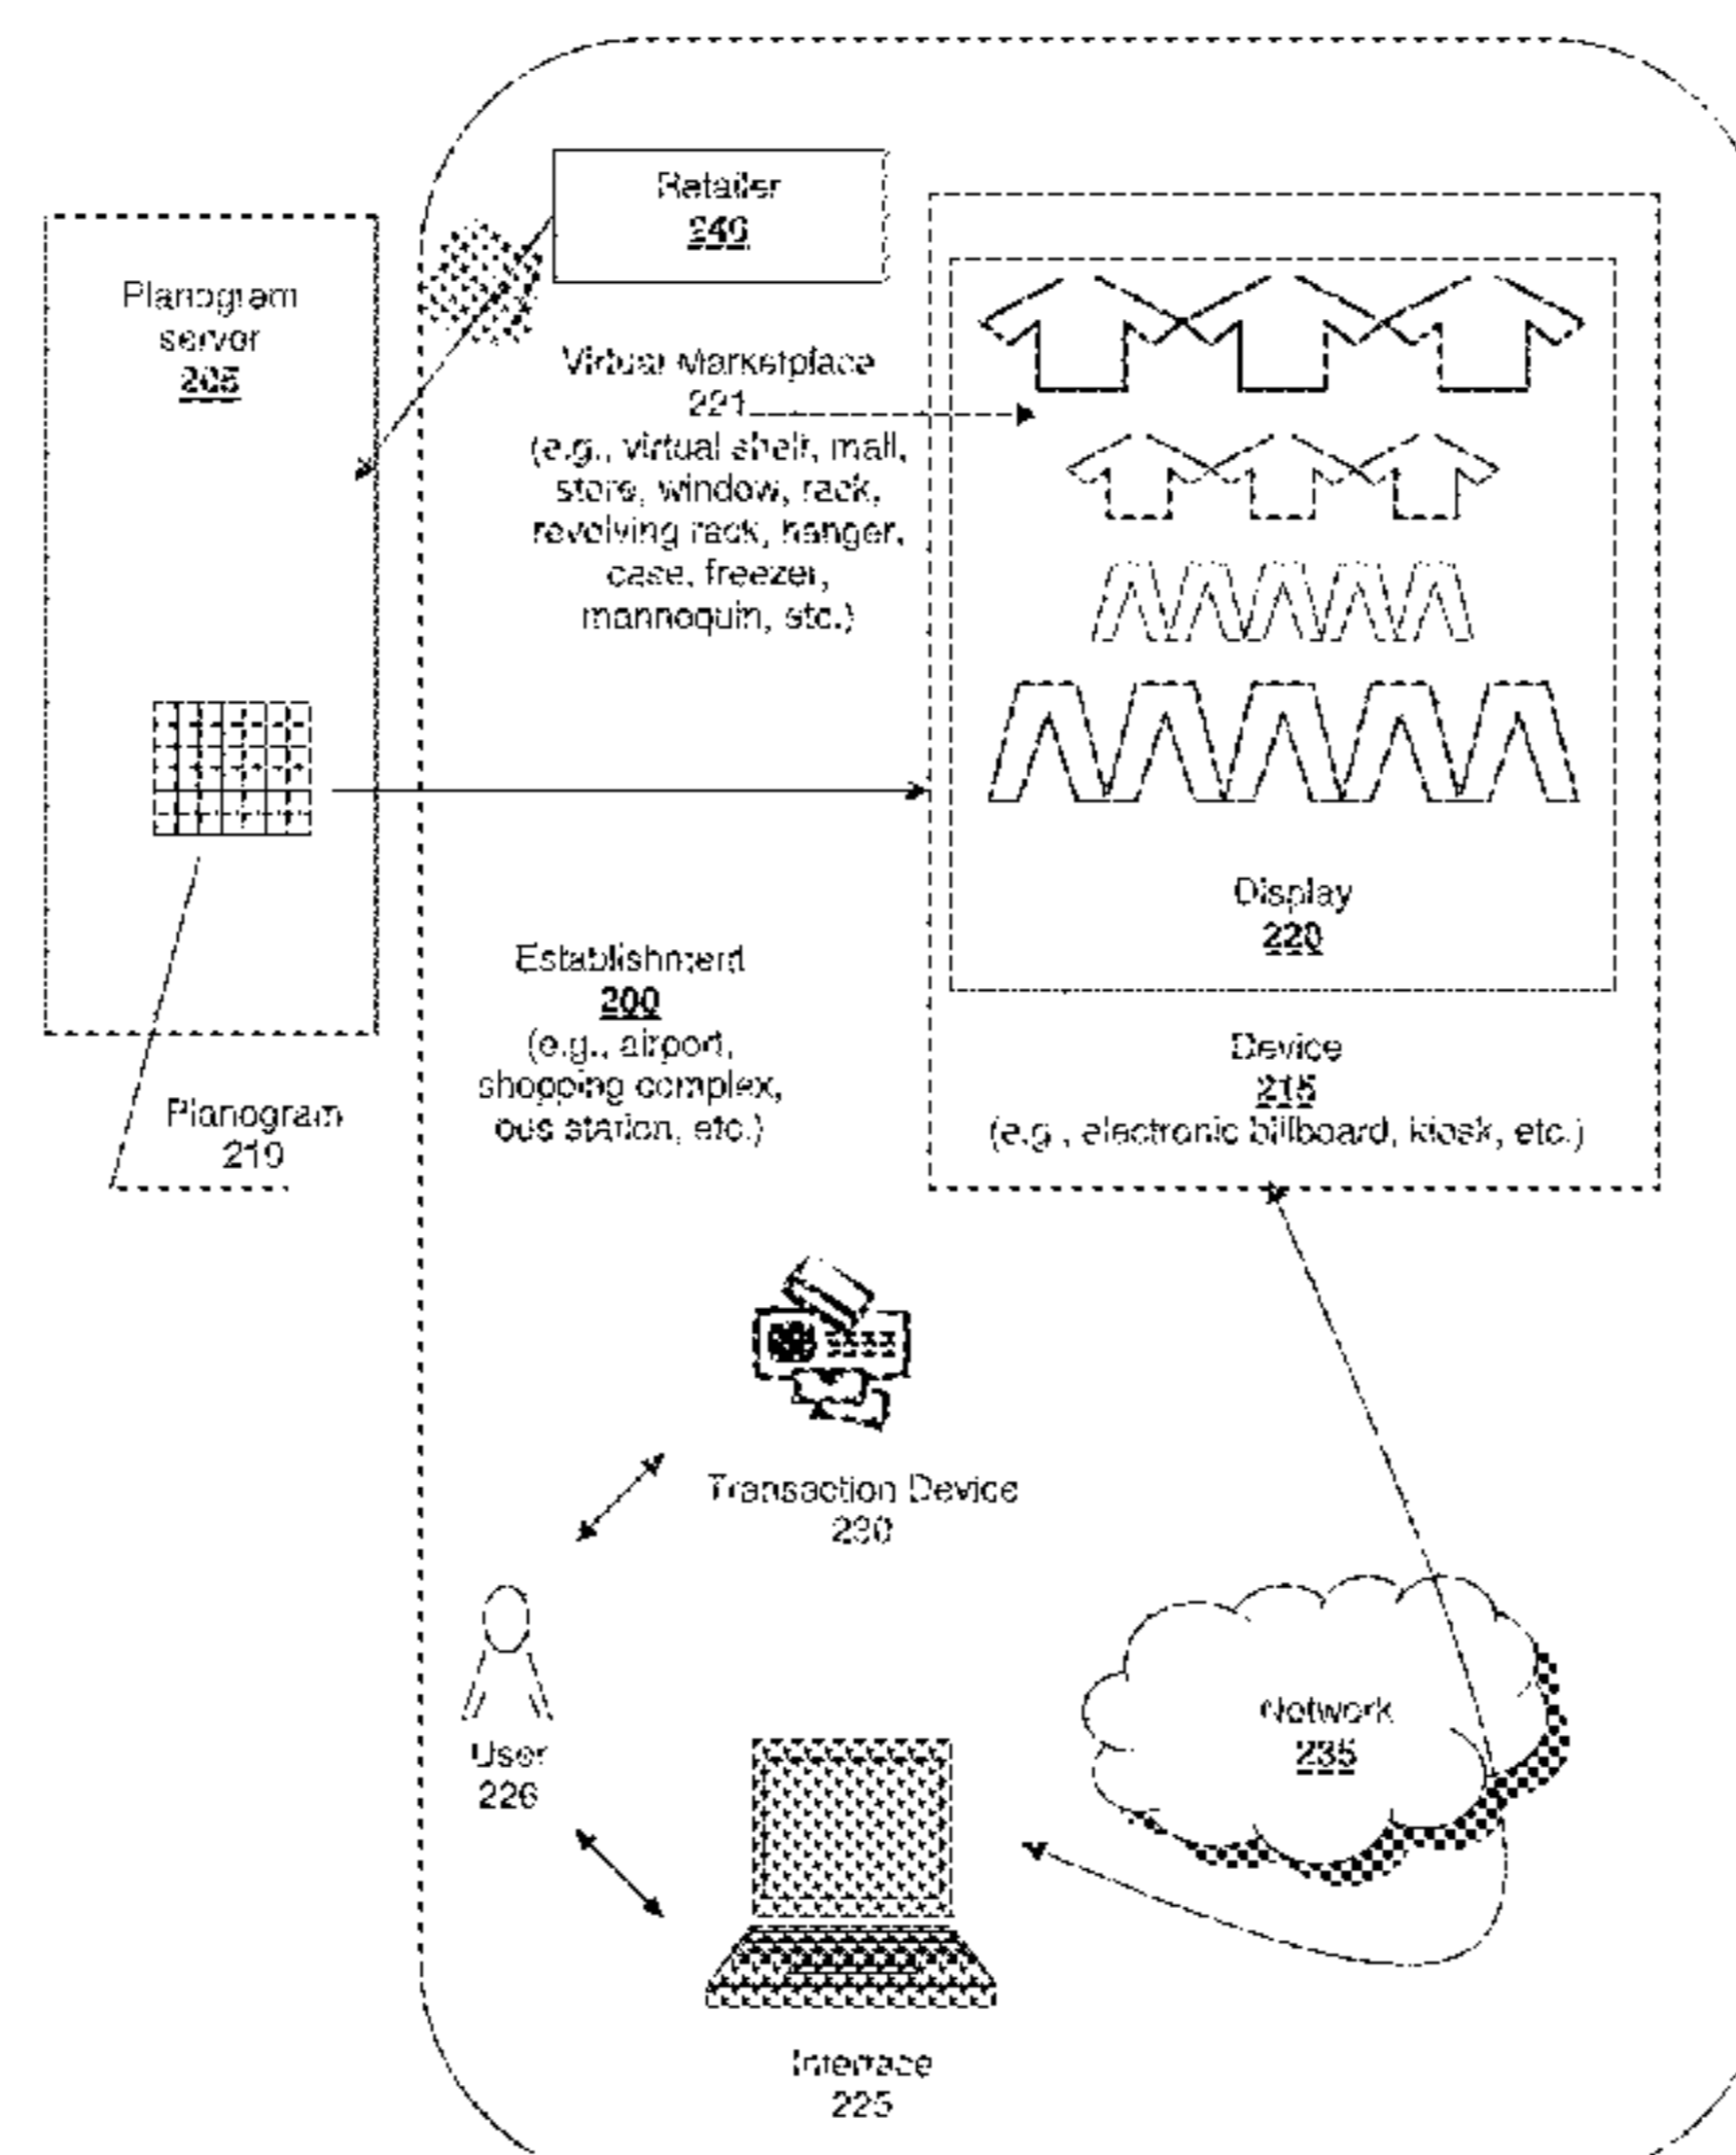 Retailer
240
Planogram
server
205
Virtual Marketplace
221
(e.g., virtual shelf, mall,
store, window, rack,
revolving rack, hanger,
case, freezer,
mannequin, etc.)
Display
220
Establishment
200
(e.g., airport,
shopping complex,
bus station, etc.)
Device
215
(e.g., electronic billboard, kiosk, etc.)
Planogram
210
Transaction Device
230
User
226
Network
235
Interface
225